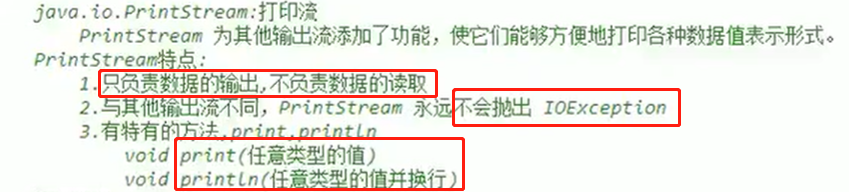 java.io.PrintStream:打印流
PrintStream 为其他输出流添加了功能，使它们能够方便地打印各种数据值表示形式。
PrintStream特点:
1.只负责数据的输出,不负责数据的读取
2.与其他输出流不同，PrintStream 永远不会抛出 IOException
3.有特有的方法,print,println
void print(任意类型的值)
void println(任意类型的值并换行)